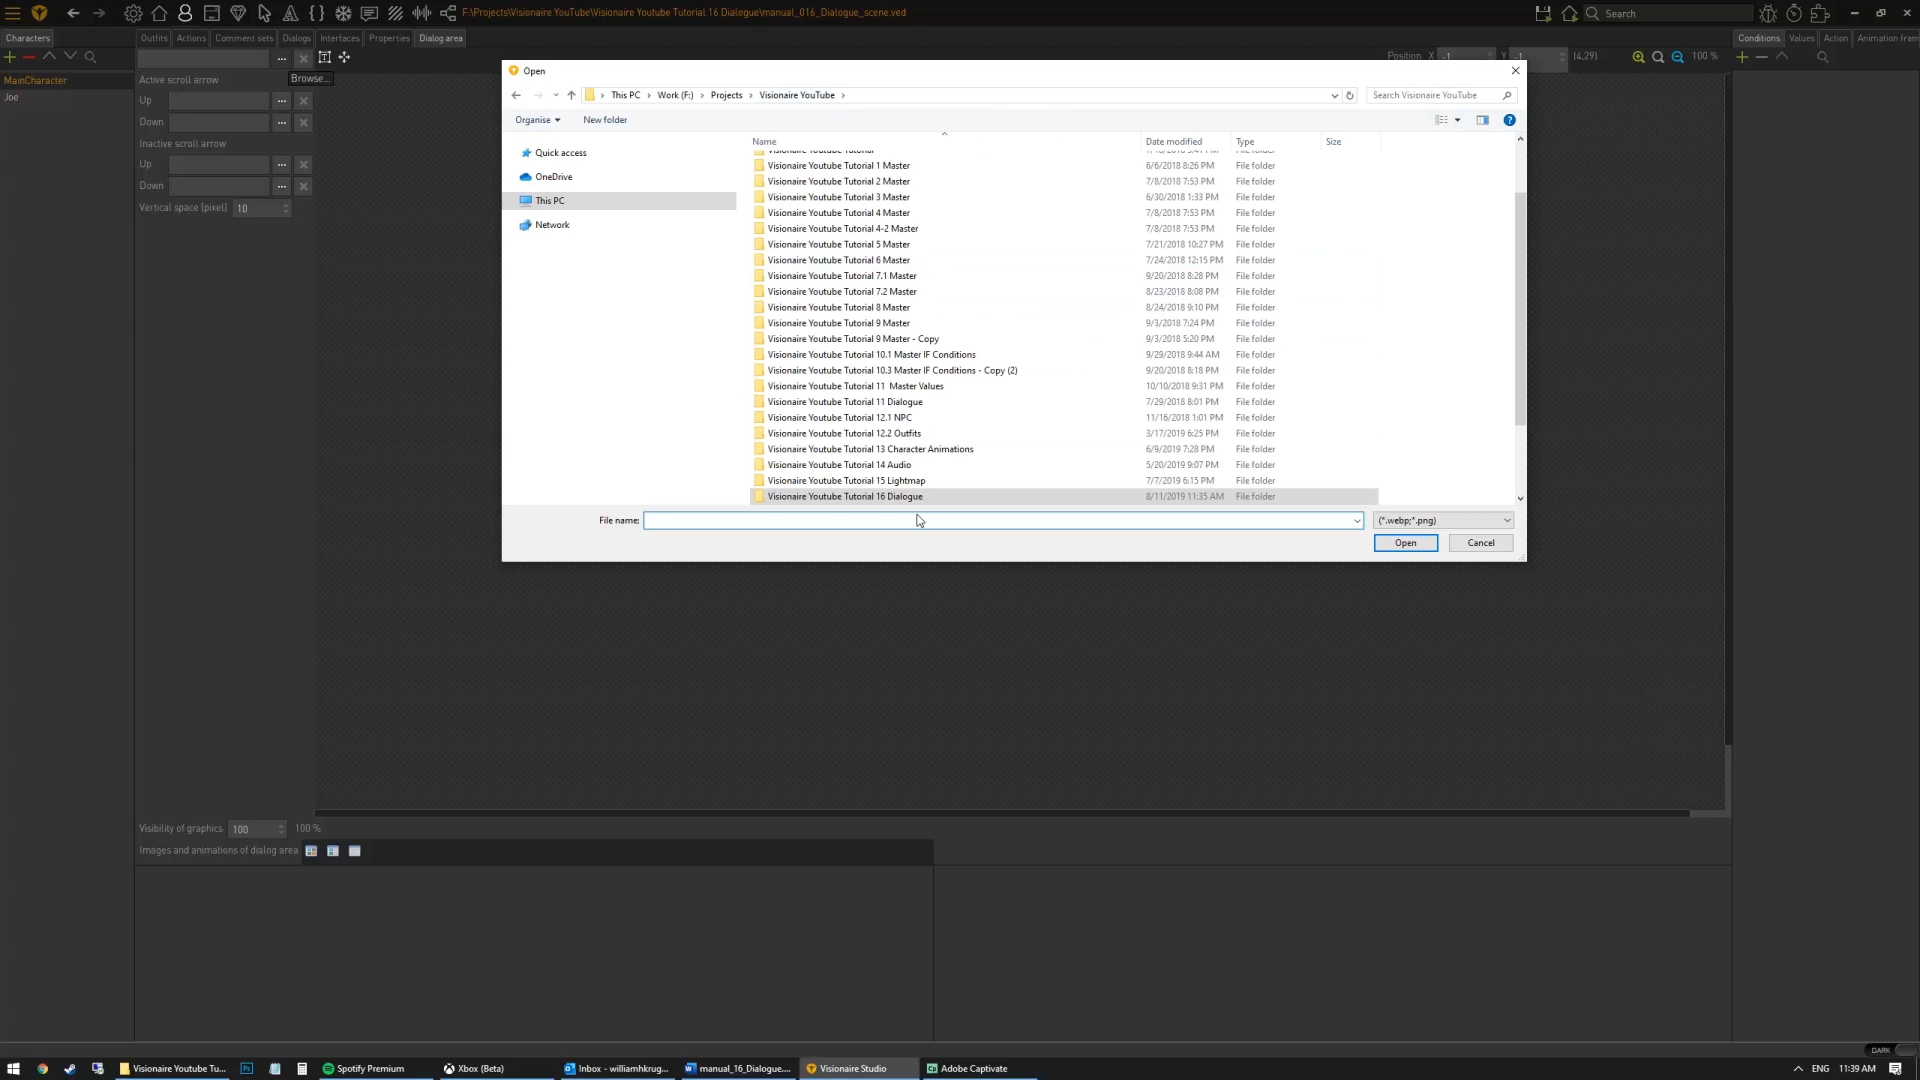 F:\Projects\Visionaire YouTube\Visionaire Youtube Tutorial 16 Dialogue\manual_016_Dialogue_scene.ved
Search
Characters
Outfits
Actions
Comment sets
Dialogs
Interfaces
Properties
Dialog area
Conditions
Values
Action
Animation fram
Position X -1 Y -1 (4,29) 100 %
Browse...
MainCharacter
Joe
Active scroll arrow
Up
Down
Inactive scroll arrow
Up
Down
Vertical space [pixel] 10
Open
This PC > Work (F:) > Projects > Visionaire YouTube >
Search Visionaire YouTube
Organise
New folder
Quick access
OneDrive
This PC
Network
Name Date modified Type Size
Visionaire Youtube Tutorial 1 Master 6/6/2018 8:26 PM File folder
Visionaire Youtube Tutorial 2 Master 7/8/2018 7:53 PM File folder
Visionaire Youtube Tutorial 3 Master 6/30/2018 1:33 PM File folder
Visionaire Youtube Tutorial 4 Master 7/8/2018 7:53 PM File folder
Visionaire Youtube Tutorial 4-2 Master 7/8/2018 7:53 PM File folder
Visionaire Youtube Tutorial 5 Master 7/21/2018 10:27 PM File folder
Visionaire Youtube Tutorial 6 Master 7/24/2018 12:15 PM File folder
Visionaire Youtube Tutorial 7.1 Master 9/20/2018 8:28 PM File folder
Visionaire Youtube Tutorial 7.2 Master 8/23/2018 8:08 PM File folder
Visionaire Youtube Tutorial 8 Master 8/24/2018 9:10 PM File folder
Visionaire Youtube Tutorial 9 Master 9/3/2018 7:24 PM File folder
Visionaire Youtube Tutorial 9 Master - Copy 9/3/2018 5:20 PM File folder
Visionaire Youtube Tutorial 10.1 Master IF Conditions 9/29/2018 9:44 AM File folder
Visionaire Youtube Tutorial 10.3 Master IF Conditions - Copy (2) 9/20/2018 8:18 PM File folder
Visionaire Youtube Tutorial 11 Master Values 10/10/2018 9:31 PM File folder
Visionaire Youtube Tutorial 11 Dialogue 7/29/2018 8:01 PM File folder
Visionaire Youtube Tutorial 12.1 NPC 11/16/2018 1:01 PM File folder
Visionaire Youtube Tutorial 12.2 Outfits 3/17/2019 6:25 PM File folder
Visionaire Youtube Tutorial 13 Character Animations 6/9/2019 7:28 PM File folder
Visionaire Youtube Tutorial 14 Audio 5/20/2019 9:07 PM File folder
Visionaire Youtube Tutorial 15 Lightmap 7/7/2019 6:15 PM File folder
Visionaire Youtube Tutorial 16 Dialogue 8/11/2019 11:35 AM File folder
File name:
(*.webp;*.png)
Open
Cancel
Visibility of graphics 100 100 %
Images and animations of dialog area
DARK
Visionaire Youtube Tu...
Spotify Premium
Xbox (Beta)
Inbox - williamhkrug...
manual_16_Dialogue....
Visionaire Studio
Adobe Captivate
ENG
11:39 AM